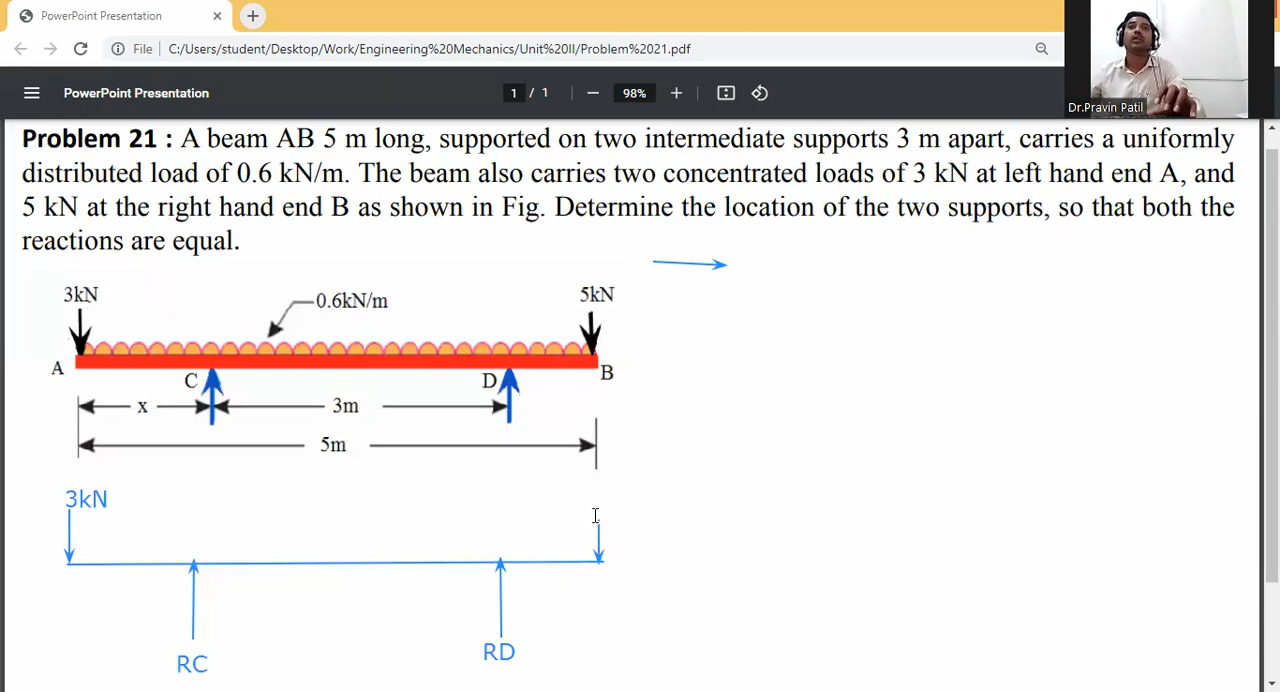 PowerPoint Presentation
File
C:/Users/student/Desktop/Work/Engineering%20Mechanics/Unit%20II/Problem%2021.pdf
PowerPoint Presentation
1 / 1
98%
Dr.Pravin Patil
Problem 21 : A beam AB 5 m long, supported on two intermediate supports 3 m apart, carries a uniformly
distributed load of 0.6 kN/m. The beam also carries two concentrated loads of 3 kN at left hand end A, and
5 kN at the right hand end B as shown in Fig. Determine the location of the two supports, so that both the
reactions are equal.
3kN
0.6kN/m
5kN
A
C
D
B
x
3m
5m
3kN
RC
RD